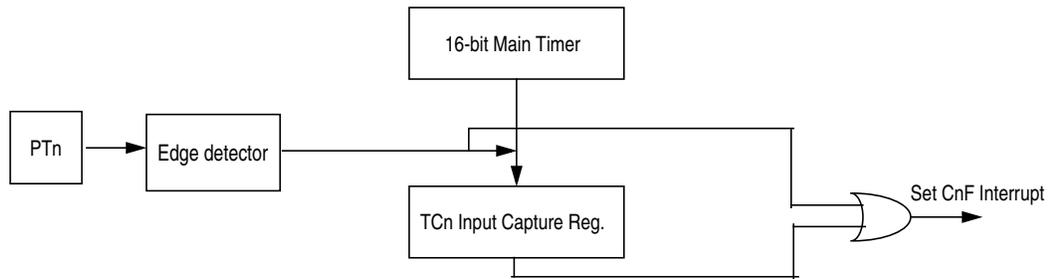 16-bit Main Timer
PTn
Edge detector
Set CnF Interrupt
TCn Input Capture Reg.